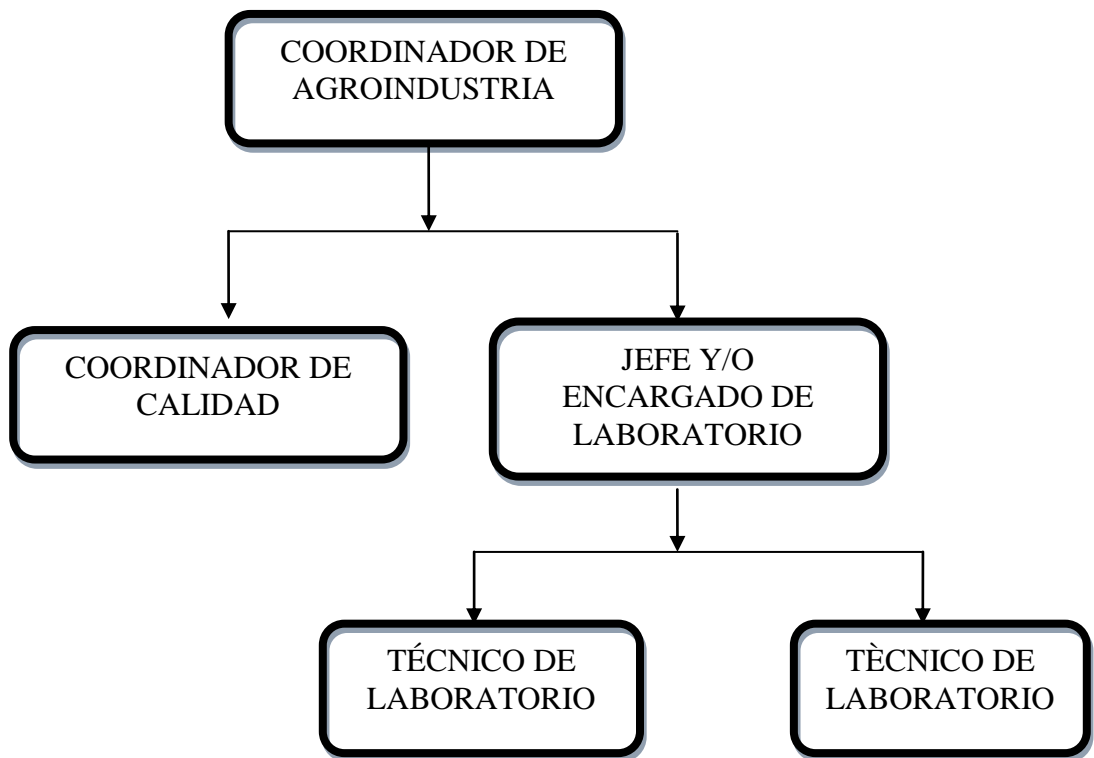 COORDINADOR DE
AGROINDUSTRIA
COORDINADOR DE
CALIDAD
JEFE Y/O
ENCARGADO DE
LABORATORIO
TÉCNICO DE
LABORATORIO
TÈCNICO DE
LABORATORIO